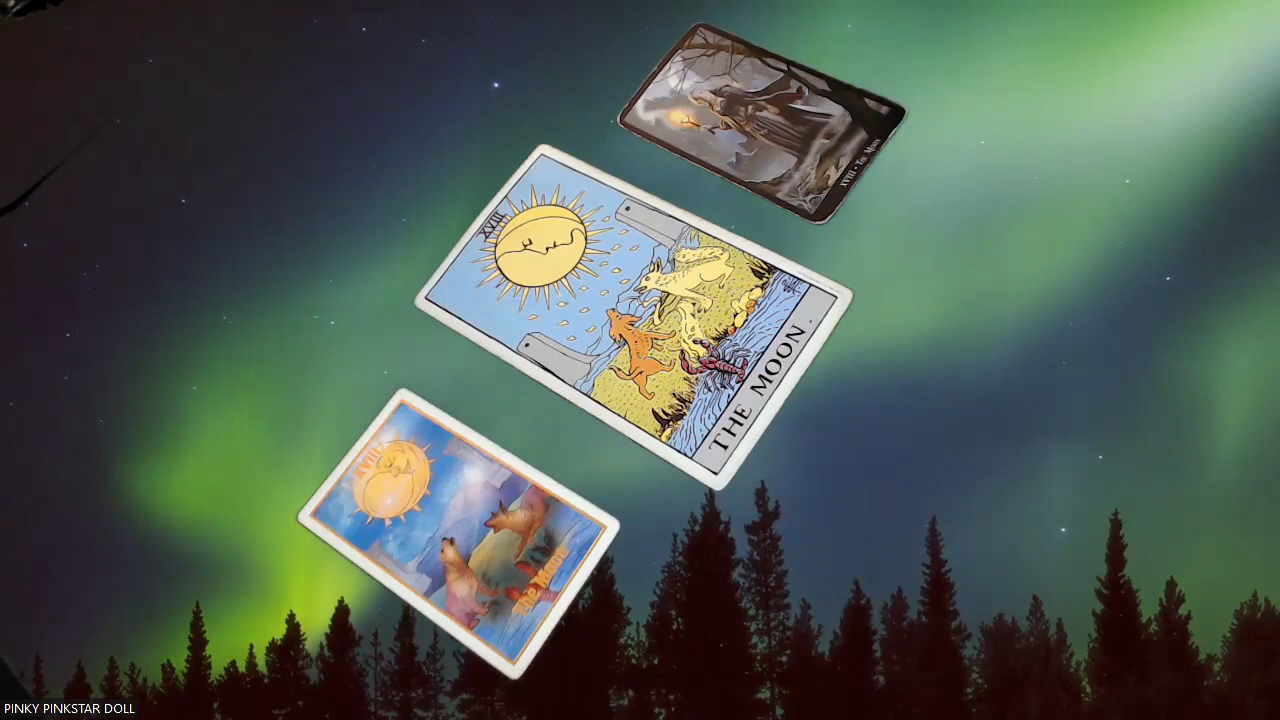 XVIII • The Moon
XVIII
THE MOON.
XVIII
The Moon
PINKY PINKSTAR DOLL